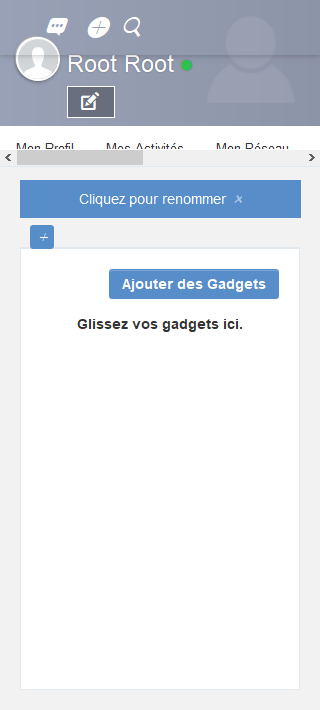 Root Root
Mon Profil Mes Activités Mon Réseau
Cliquez pour renommer ×
+
Ajouter des Gadgets
Glissez vos gadgets ici.